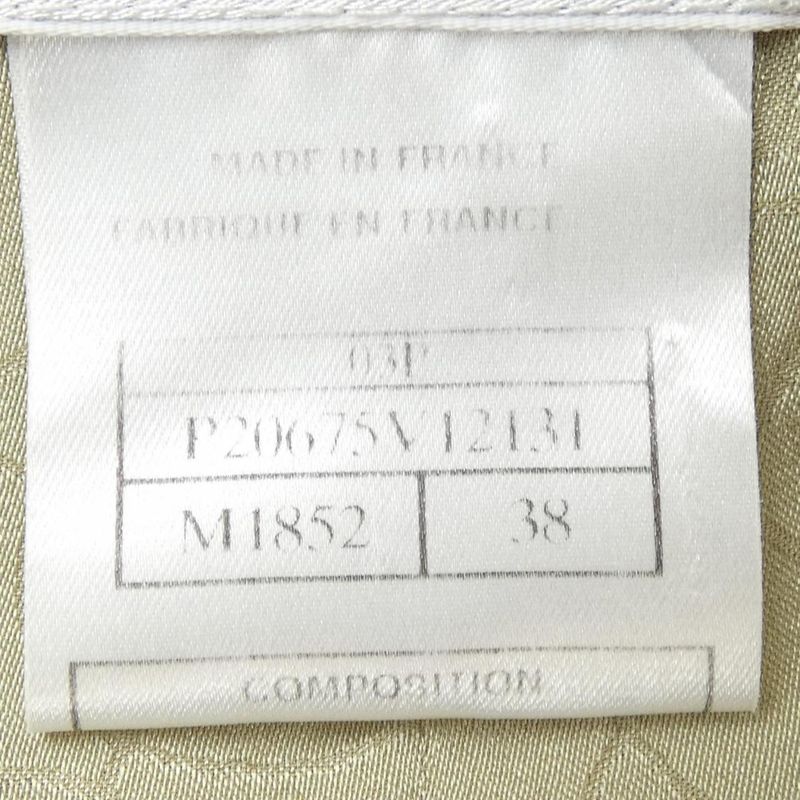 MADE IN FRANCE
FABRIQUE EN FRANCE
03P
P20675V12131
M1852 38
COMPOSITION